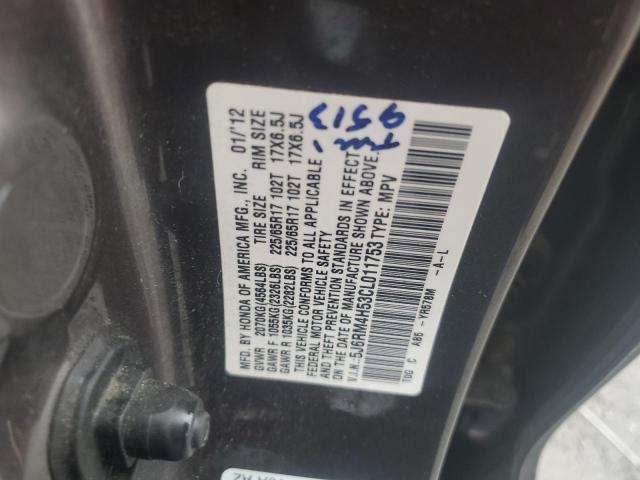 MFD. BY HONDA OF AMERICA MFG., INC. 01/'12
TIRE SIZE RIM SIZE
GVWR 2070KG(4564LBS)
GAWR F 1055KG(2326LBS) 225/65R17 102T 17X6.5J
GAWR R 1035KG(2282LBS) 225/65R17 102T 17X6.5J
THIS VEHICLE CONFORMS TO ALL APPLICABLE
FEDERAL MOTOR VEHICLE SAFETY
AND THEFT PREVENTION STANDARDS IN EFFECT
ON THE DATE OF MANUFACTURE SHOWN ABOVE.
V.I.N.:5J6RM4H53CL011753 TYPE: MPV
TDG C ABS -YR578M -A-L